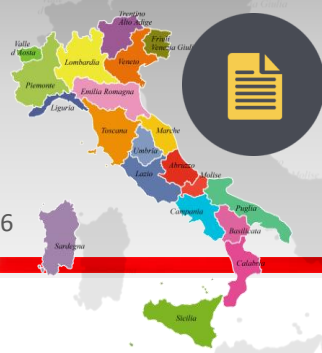 Trentino
Alto Adige
Friuli
Venezia Giuli
Valle
d'Aosta
Lombardia
Veneto
Piemonte
Emilia Romagna
Liguria
Toscana
Marche
Umbria
Lazio
Abruzzo
Molise
Campania
Puglia
Basilicata
6
Sardegna
Calabria
Sicilia